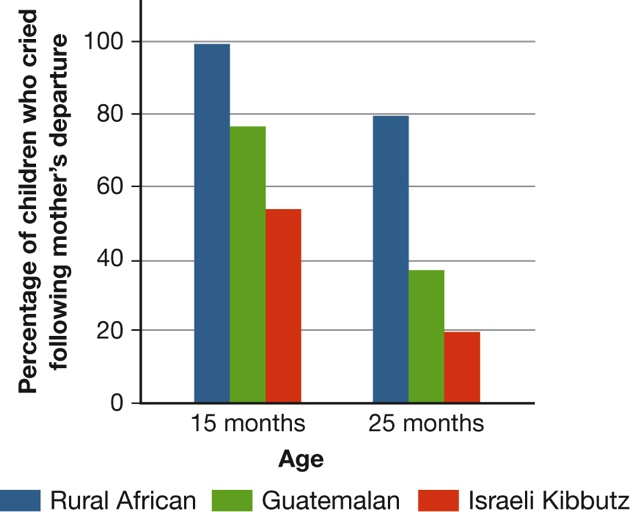 Percentage of children who cried
following mother's departure
100
80
60
40
20
0
15 months
25 months
Age
Rural African
Guatemalan
Israeli Kibbutz